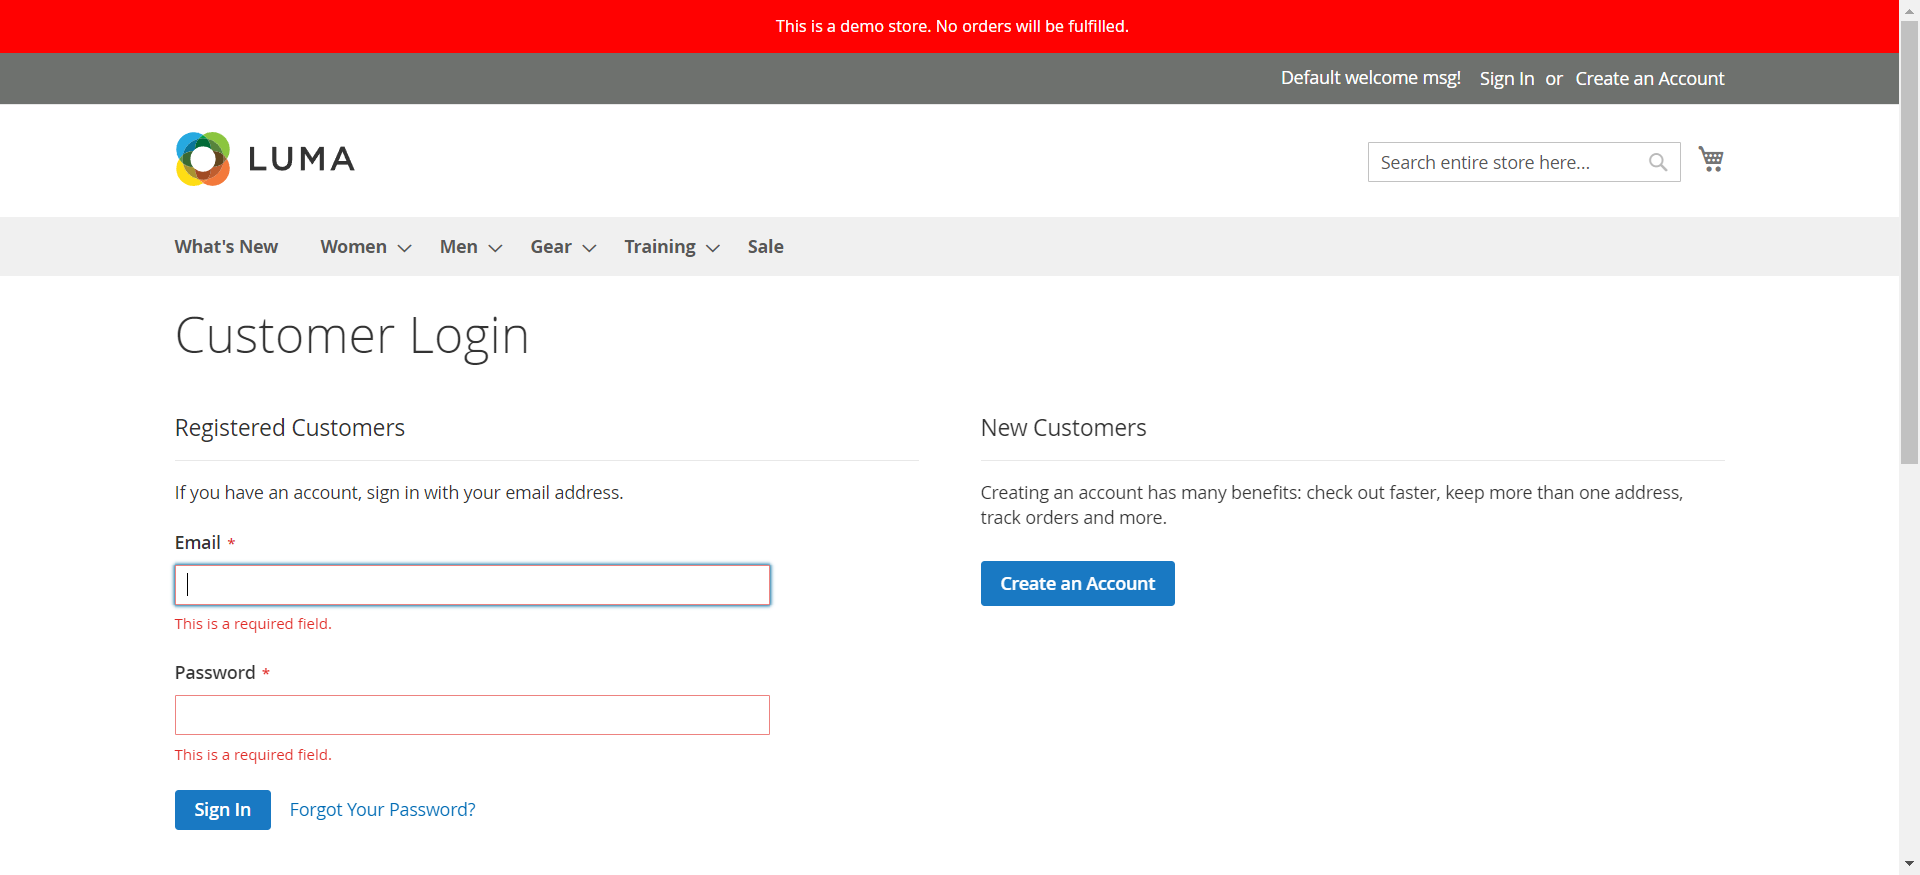 This is a demo store. No orders will be fulfilled.
Default welcome msg! Sign In or Create an Account
LUMA
Search entire store here...
What's New Women Men Gear Training Sale
Customer Login
Registered Customers
If you have an account, sign in with your email address.
Email *
This is a required field.
Password *
This is a required field.
Sign In Forgot Your Password?
New Customers
Creating an account has many benefits: check out faster, keep more than one address,
track orders and more.
Create an Account